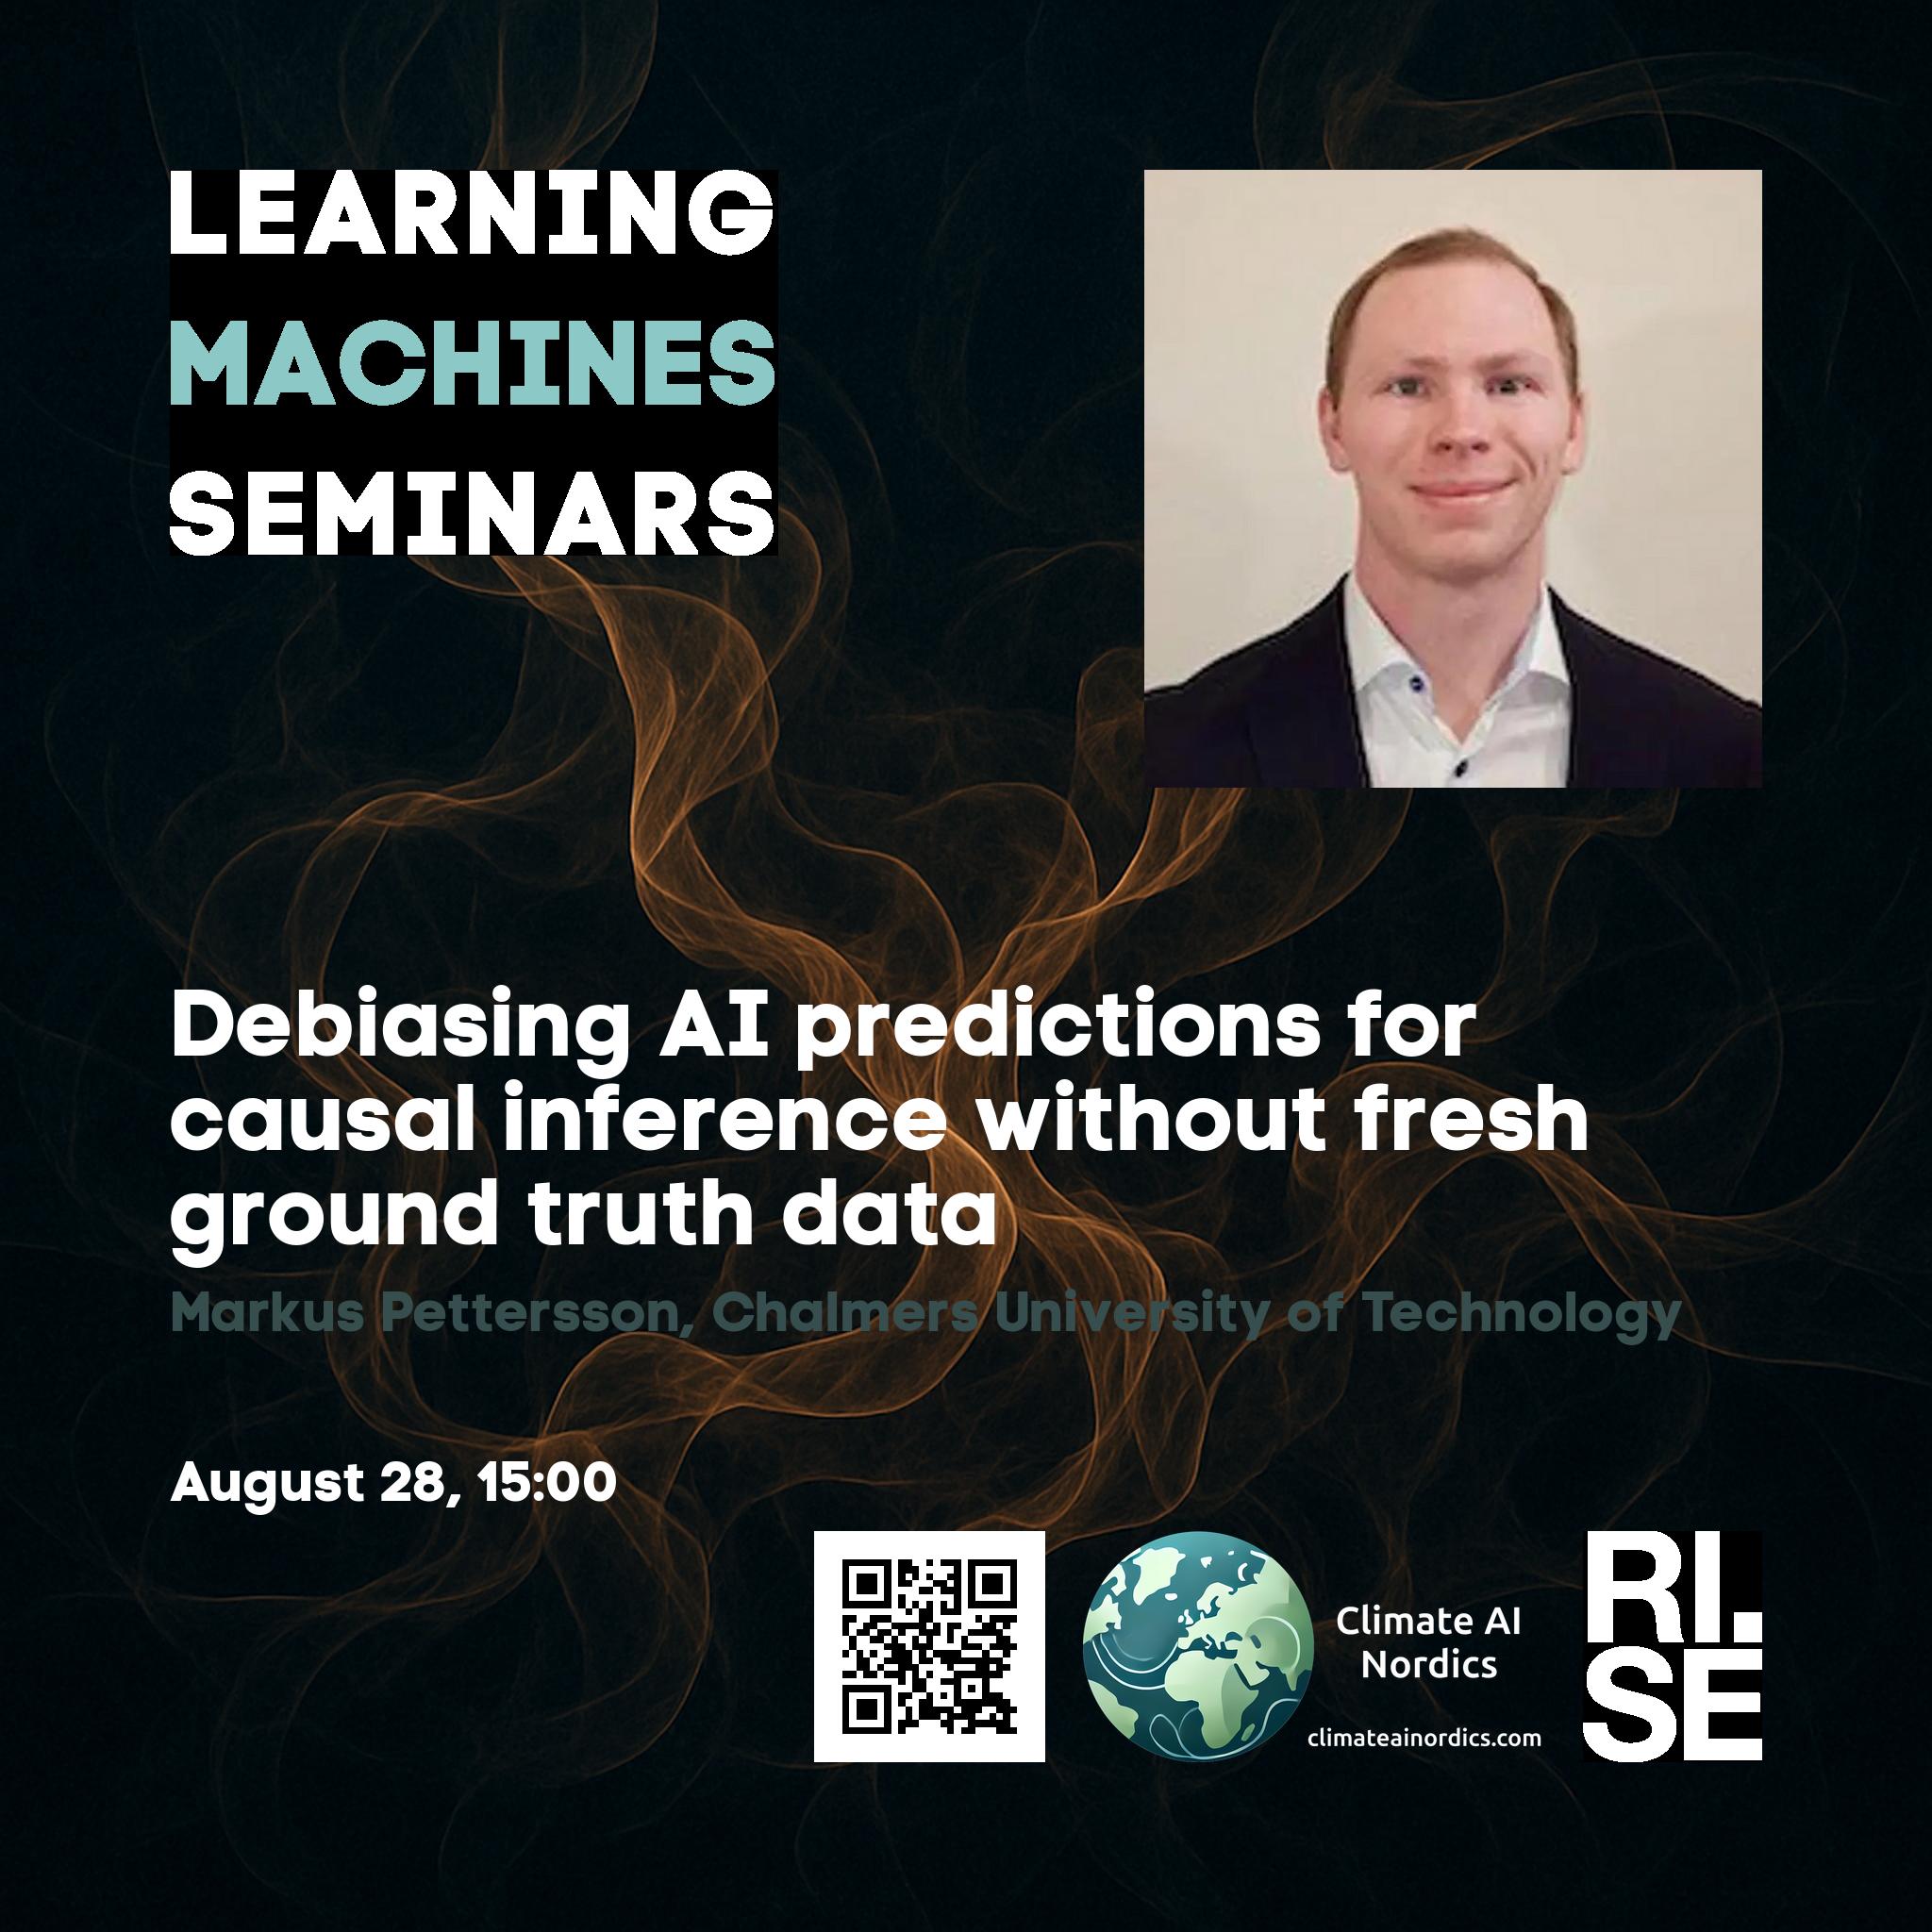 LEARNING
MACHINES
SEMINARS
Debiasing AI predictions for
causal inference without fresh
ground truth data
Markus Pettersson, Chalmers University of Technology
August 28, 15:00
Climate AI
Nordics
climateainordics.com
RI.
SE